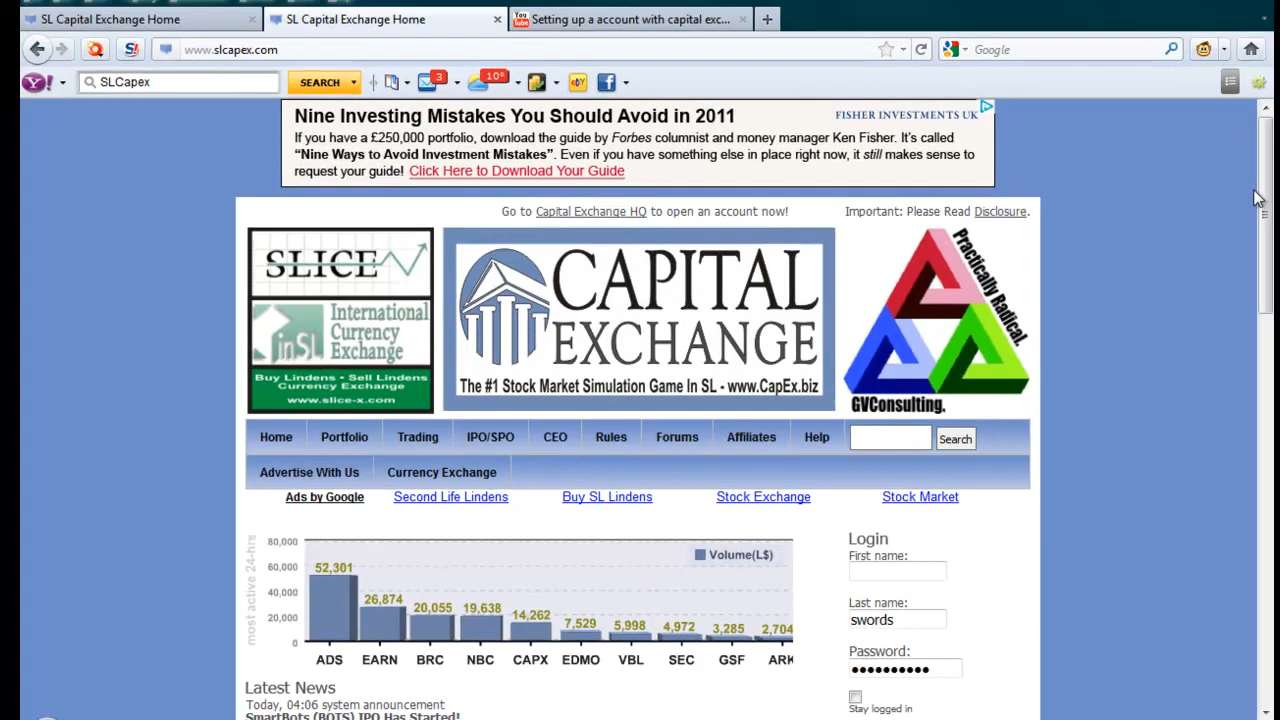 SL Capital Exchange Home
SL Capital Exchange Home
You Tube
Setting up a account with capital exc...
www.slcapex.com
Google
SLCapex
SEARCH
3
10°
Nine Investing Mistakes You Should Avoid in 2011
FISHER INVESTMENTS UK
If you have a £250,000 portfolio, download the guide by Forbes columnist and money manager Ken Fisher. It's called
“Nine Ways to Avoid Investment Mistakes”. Even if you have something else in place right now, it still makes sense to
request your guide! Click Here to Download Your Guide
Go to Capital Exchange HQ to open an account now!
Important: Please Read Disclosure.
SLICE
inSL
International
Currency
Exchange
Buy Lindens • Sell Lindens
Currency Exchange
www.slice-x.com
CAPITAL
EXCHANGE
The #1 Stock Market Simulation Game In SL - www.CapEx.biz
Practically Radical.
GVConsulting.
Home Portfolio Trading IPO/SPO CEO Rules Forums Affiliates Help Search
Advertise With Us Currency Exchange
Ads by Google Second Life Lindens Buy SL Lindens Stock Exchange Stock Market
most active 24-hrs
80,000
60,000
40,000
20,000
0
Volume(L$)
52,301 26,874 20,055 19,638 14,262 7,529 5,998 4,972 3,285 2,704
ADS EARN BRC NBC CAPX EDMO VBL SEC GSF ARK
Login
First name:
Last name:
swords
Password:
Stay logged in
Latest News
Today, 04:06 system announcement
SmartBots (BOTS) IPO Has Started!